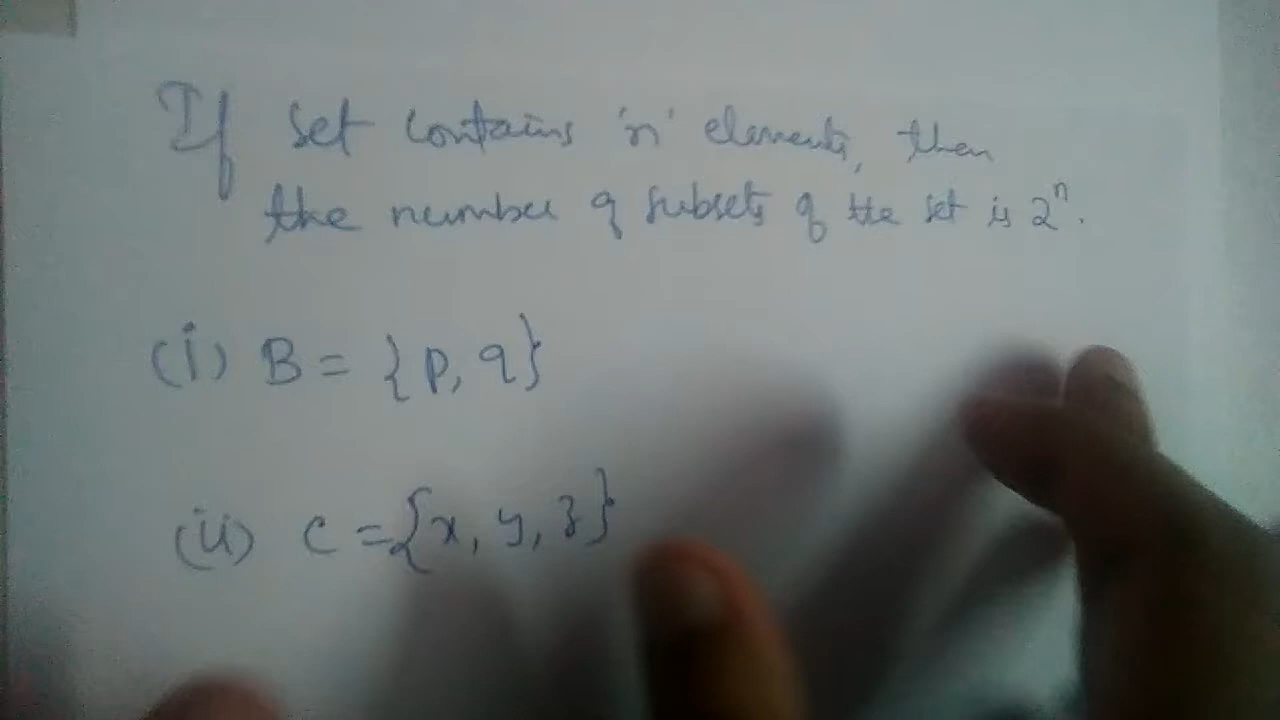 If set contains 'n' elements, then
the number of subsets of the set is 2ⁿ.
(i) B = {p, q}
(ii) C = {x, y, z}